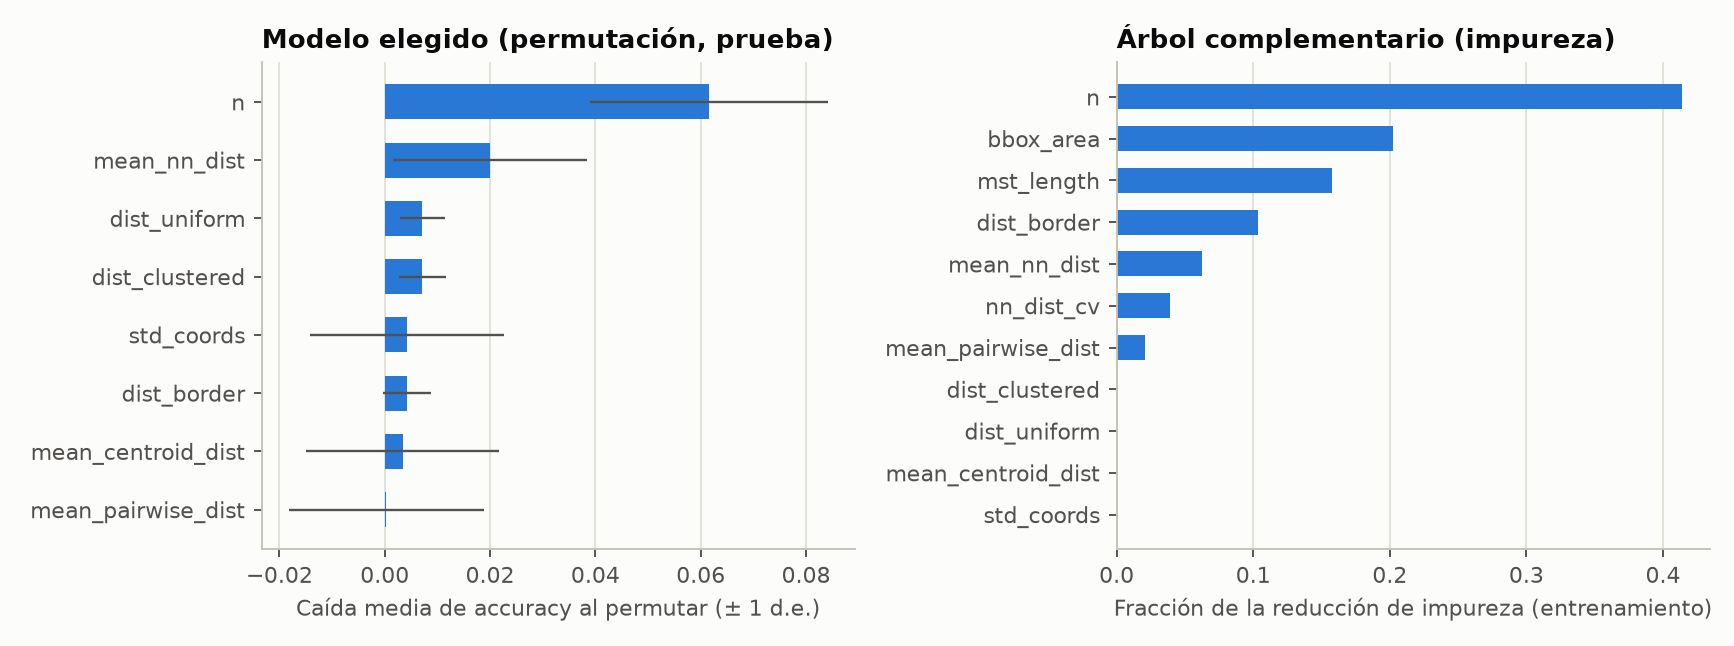 Modelo elegido (permutación, prueba)
n
mean_nn_dist
dist_uniform
dist_clustered
std_coords
dist_border
mean_centroid_dist
mean_pairwise_dist
−0.02 0.00 0.02 0.04 0.06 0.08
Caída media de accuracy al permutar (± 1 d.e.)
Árbol complementario (impureza)
n
bbox_area
mst_length
dist_border
mean_nn_dist
nn_dist_cv
mean_pairwise_dist
dist_clustered
dist_uniform
mean_centroid_dist
std_coords
0.0 0.1 0.2 0.3 0.4
Fracción de la reducción de impureza (entrenamiento)